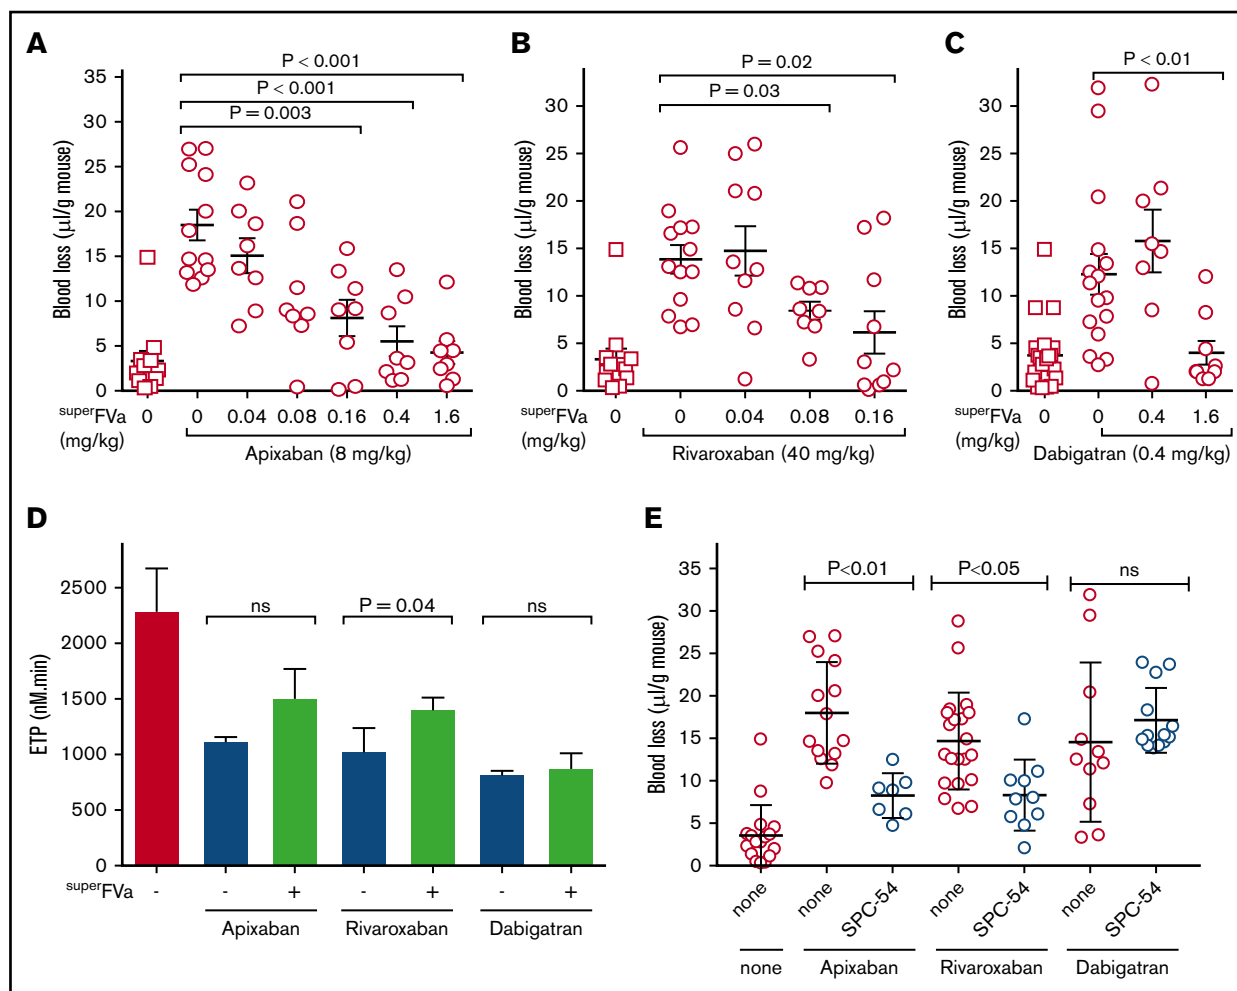 A
P < 0.001
P < 0.001
P = 0.003
Blood loss (µl/g mouse)
35
30
25
20
15
10
5
0
superFVa
(mg/kg)
0 0 0.04 0.08 0.16 0.4 1.6
Apixaban (8 mg/kg)
B
P = 0.02
P = 0.03
Blood loss (µl/g mouse)
30
25
20
15
10
5
0
superFVa
(mg/kg)
0 0 0.04 0.08 0.16
Rivaroxaban (40 mg/kg)
C
P < 0.01
Blood loss (µl/g mouse)
30
25
20
15
10
5
0
superFVa
(mg/kg)
0 0 0.4 1.6
Dabigatran (0.4 mg/kg)
D
ns P = 0.04 ns
ETP (nM.min)
2500
2000
1500
1000
500
0
superFVa - - + - + - +
Apixaban Rivaroxaban Dabigatran
E
P<0.01 P<0.05 ns
Blood loss (µl/g mouse)
35
30
25
20
15
10
5
0
none none SPC-54 none SPC-54 none SPC-54
none Apixaban Rivaroxaban Dabigatran